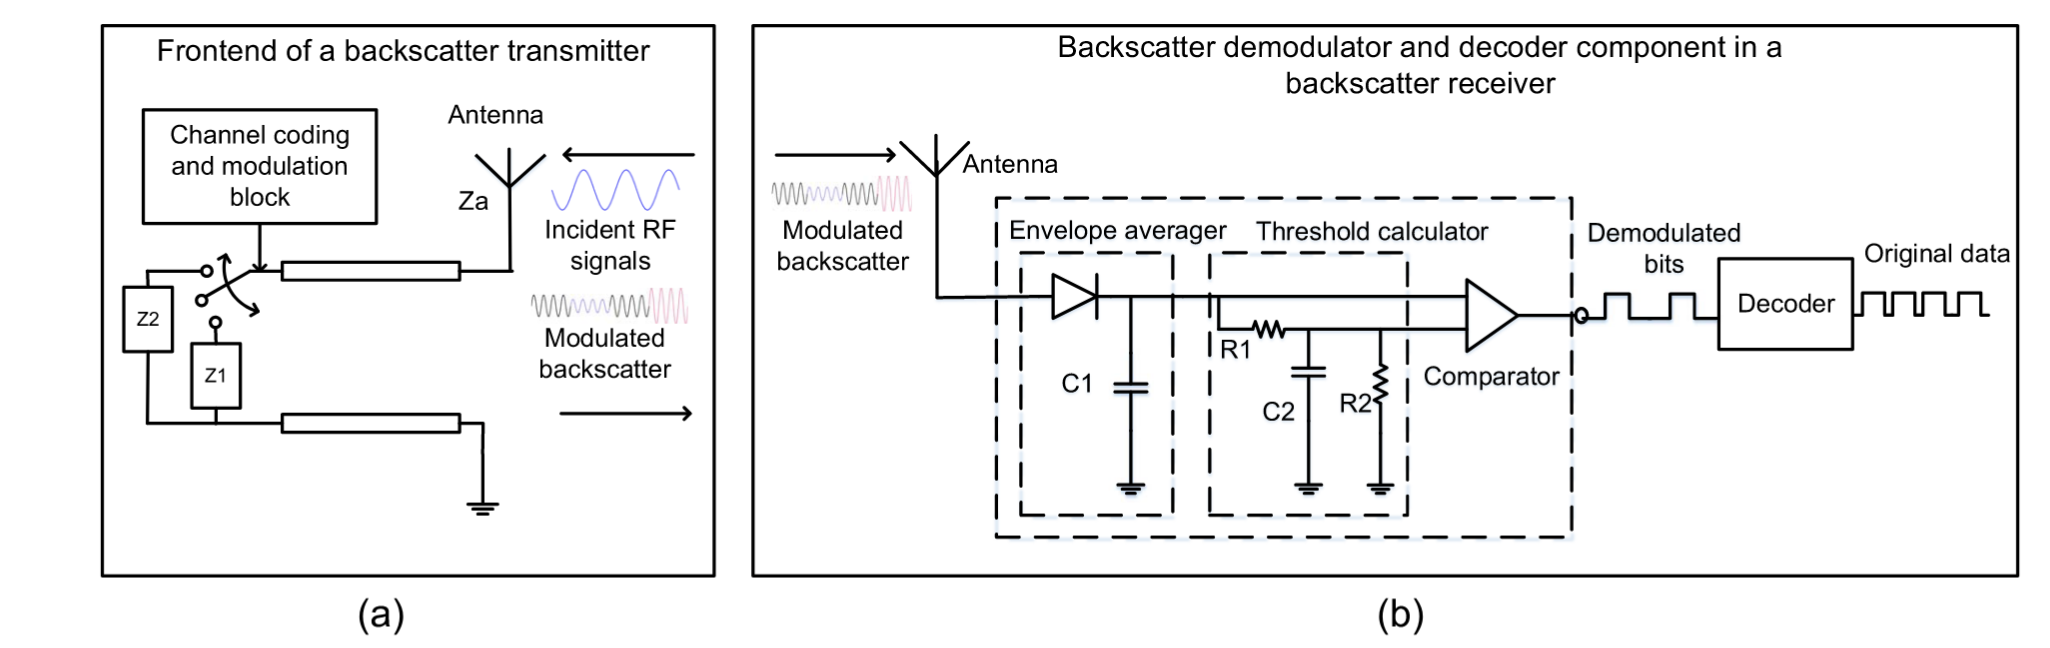 Frontend of a backscatter transmitter
Channel coding
and modulation
block
Antenna
Za
Incident RF
signals
Modulated
backscatter
Z2
Z1
(a)
Backscatter demodulator and decoder component in a
backscatter receiver
Antenna
Modulated
backscatter
Envelope averager
Threshold calculator
C1
R1
C2
R2
Comparator
Demodulated
bits
Decoder
Original data
(b)